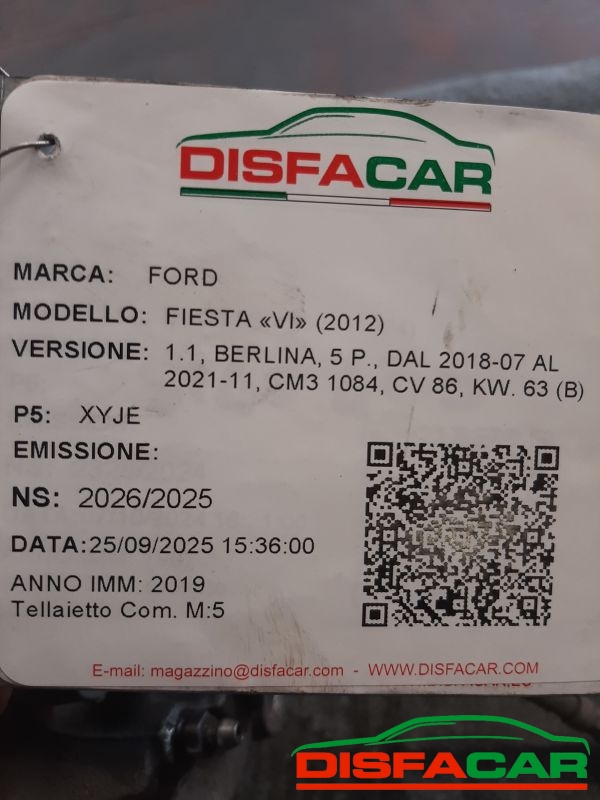 DISFACAR
MARCA: FORD
MODELLO: FIESTA «VI» (2012)
VERSIONE: 1.1, BERLINA, 5 P., DAL 2018-07 AL
2021-11, CM3 1084, CV 86, KW. 63 (B)
P5: XYJE
EMISSIONE:
NS: 2026/2025
DATA:25/09/2025 15:36:00
ANNO IMM: 2019
Tellaietto Com. M:5
E-mail: magazzino@disfacar.com - WWW.DISFACAR.COM
DISFACAR